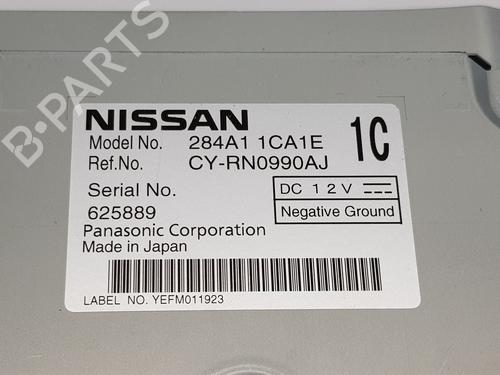 NISSAN
Model No. 284A1 1CA1E 1C
Ref.No. CY-RN0990AJ
Serial No. DC 12V
625889 Negative Ground
Panasonic Corporation
Made in Japan
LABEL NO. YEFM011923
B-PARTS